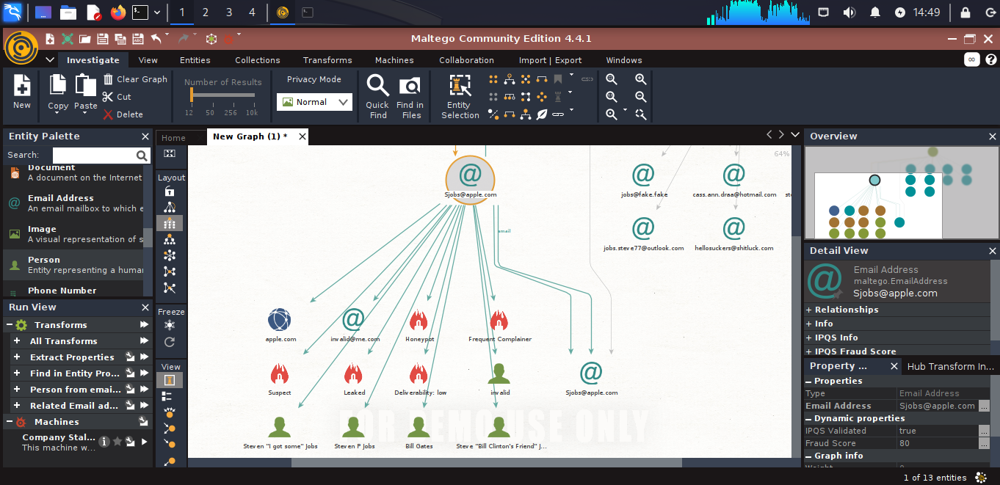 1 2 3 4
14:49
Maltego Community Edition 4.4.1
Investigate View Entities Collections Transforms Machines Collaboration Import | Export Windows
New
Copy
Paste
Clear Graph
Cut
Delete
Number of Results
12 50 256 10k
Privacy Mode
Normal
Quick
Find
Find in
Files
Entity
Selection
Entity Palette
Search:
Document
A document on the Internet
Email Address
An email mailbox to which e
Image
A visual representation of s
Person
Entity representing a human
Phone Number
Run View
Transforms
+ All Transforms
+ Extract Properties
+ Find in Entity Pro...
+ Person from emai...
+ Related Email ad...
Machines
Company Stal...
This machine w...
Home New Graph (1) *
Layout
Freeze
View
64%
Sjobs@apple.com
jobs@fake.fake
cass.ann.draa@hotmail.com
email
jobs.steve77@outlook.com
hellosuckers@shitluck.com
apple.com
invalid@me.com
Honeypot
Frequent Complainer
Suspect
Leaked
Deliverability: low
invalid
Sjobs@apple.com
FOR DEMO USE ONLY
Steven "I got some" Jobs
Steven P Jobs
Bill Gates
Steve "Bill Clinton's Friend" J...
Overview
Detail View
Email Address
maltego.EmailAddress
Sjobs@apple.com
+ Relationships
+ Info
+ IPQS Info
+ IPQS Fraud Score
Property ... Hub Transform In...
Properties
Type Email Address
Email Address Sjobs@apple.com ...
Dynamic properties
IPQS Validated true ...
Fraud Score 80 ...
Graph info
1 of 13 entities